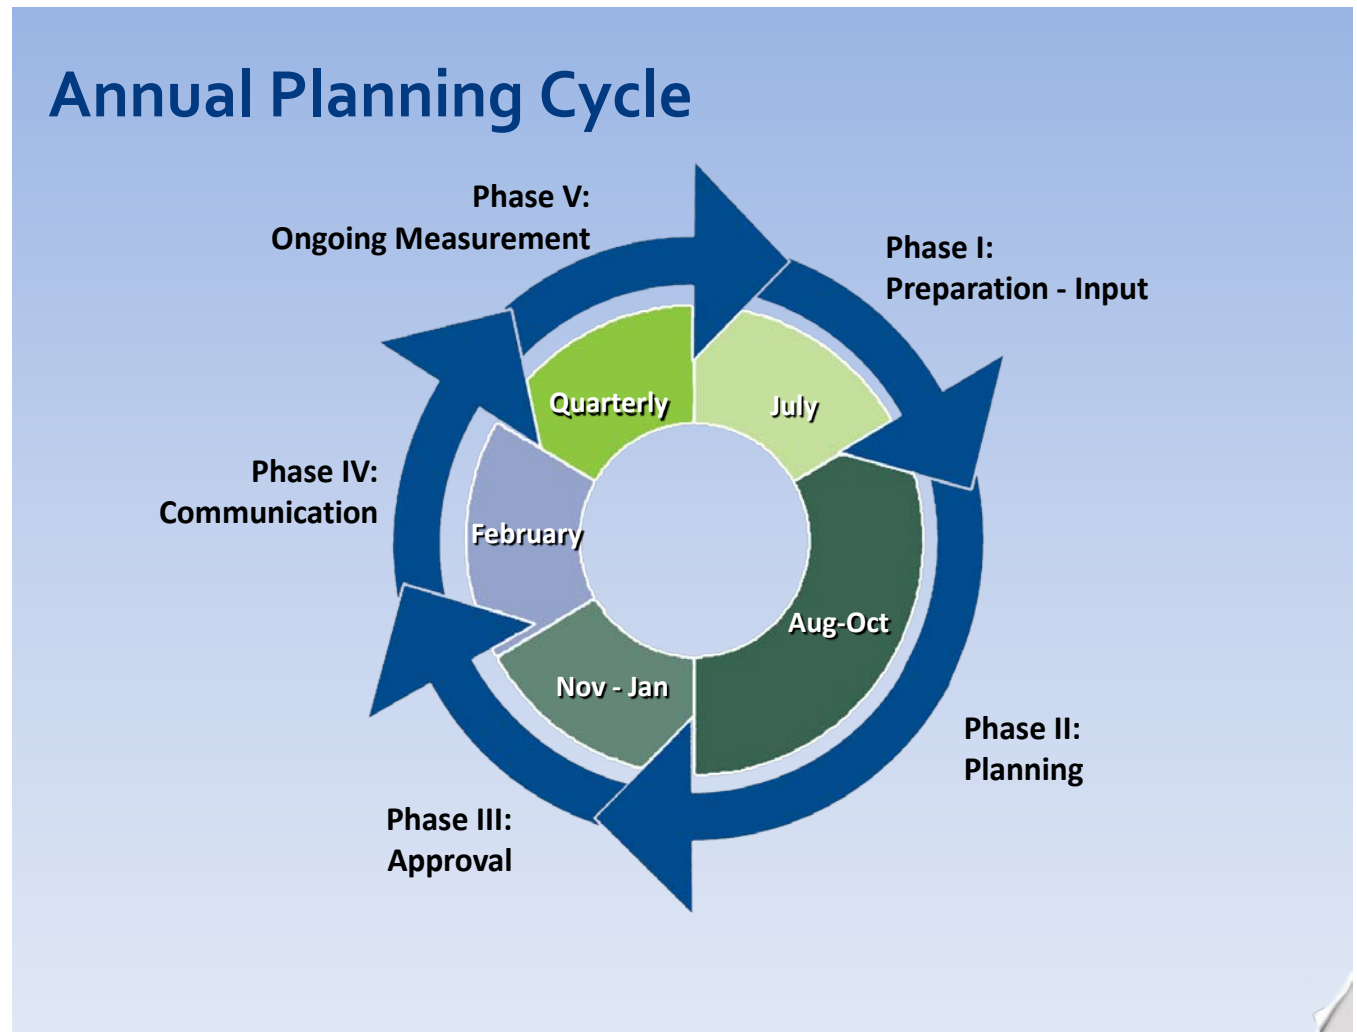 Annual Planning Cycle
Phase V:
Ongoing Measurement
Phase I:
Preparation - Input
Quarterly
July
Phase IV:
Communication
February
Aug-Oct
Nov - Jan
Phase II:
Planning
Phase III:
Approval